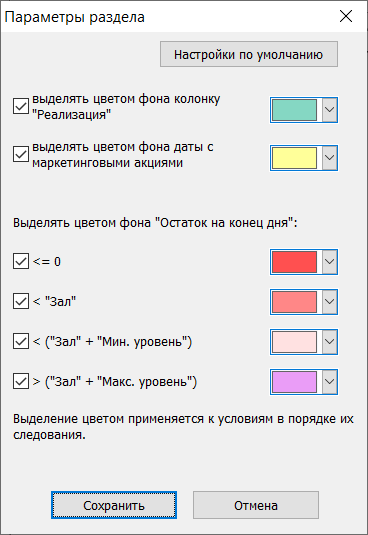 Параметры раздела
Настройки по умолчанию
выделять цветом фона колонку
"Реализация"
выделять цветом фона даты с
маркетинговыми акциями
Выделять цветом фона "Остаток на конец дня":
<= 0
< "Зал"
< ("Зал" + "Мин. уровень")
> ("Зал" + "Макс. уровень")
Выделение цветом применяется к условиям в порядке их
следования.
Сохранить
Отмена